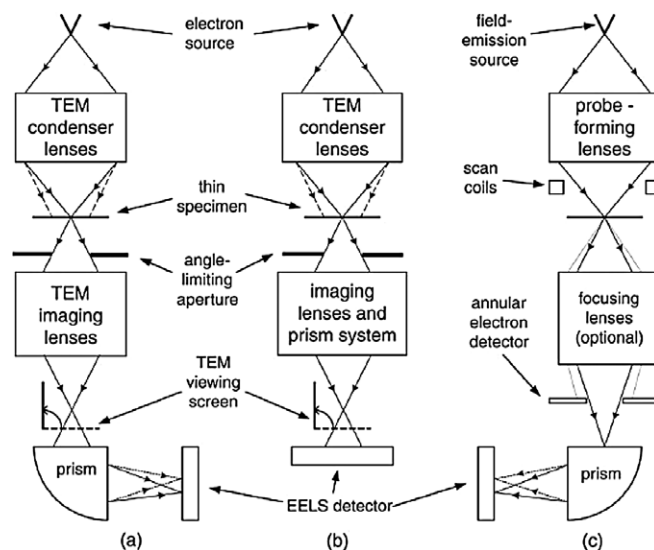 electron
source
field-
emission
source
TEM
condenser
lenses
TEM
condenser
lenses
probe -
forming
lenses
scan
coils
thin
specimen
angle-
limiting
aperture
TEM
imaging
lenses
imaging
lenses and
prism system
focusing
lenses
(optional)
annular
electron
detector
TEM
viewing
screen
prism
prism
EELS detector
(a)
(b)
(c)